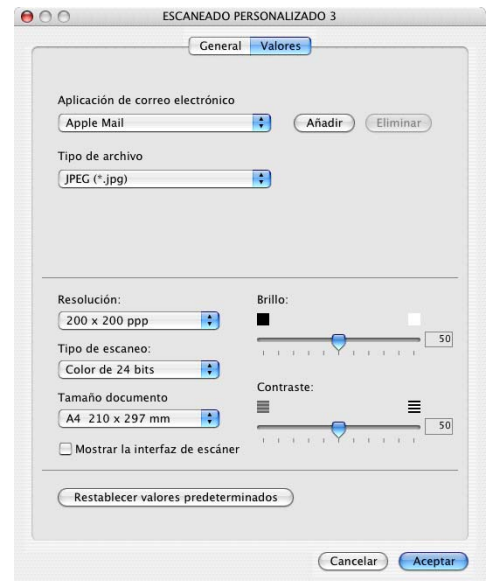 ESCANEADO PERSONALIZADO 3
General Valores
Aplicación de correo electrónico
Apple Mail Añadir Eliminar
Tipo de archivo
JPEG (*.jpg)
Resolución: Brillo:
200 x 200 ppp 50
Tipo de escaneo:
Color de 24 bits
Contraste:
Tamaño documento
A4 210 x 297 mm 50
Mostrar la interfaz de escáner
Restablecer valores predeterminados
Cancelar Aceptar